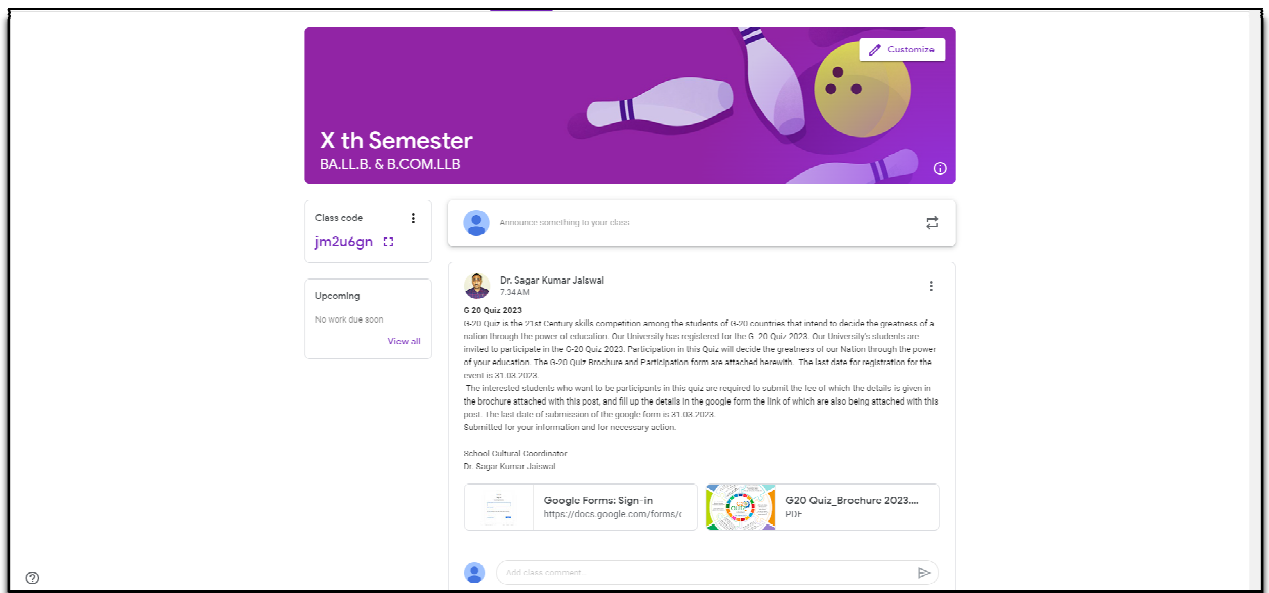 Customize
X th Semester
BA.LL.B. & B.COM.LLB
Class code
jm2u6gn
Upcoming
No work due soon
View all
Announce something to your class
Dr. Sagar Kumar Jaiswal
7:34 AM
G 20 Quiz 2023
G-20 Quiz is the 21st Century skills competition among the students of G-20 countries that intend to decide the greatness of a
nation through the power of education. Our University has registered for the G-20 Quiz 2023. Our University's students are
invited to participate in the G-20 Quiz 2023. Participation in this Quiz will decide the greatness of our Nation through the power
of your education. The G-20 Quiz Brochure and Participation form are attached herewith. The last date for registration for the
event is 31.03.2023.
The interested students who want to be participants in this quiz are required to submit the fee of which the details is given in
the brochure attached with this post, and fill up the details in the google form the link of which are also being attached with this
post. The last date of submission of the google form is 31.03.2023.
Submitted for your information and for necessary action.
School Cultural Coordinator
Dr. Sagar Kumar Jaiswal
Google Forms: Sign-in
https://docs.google.com/forms/c
G20 Quiz_Brochure 2023....
PDF
Add class comment